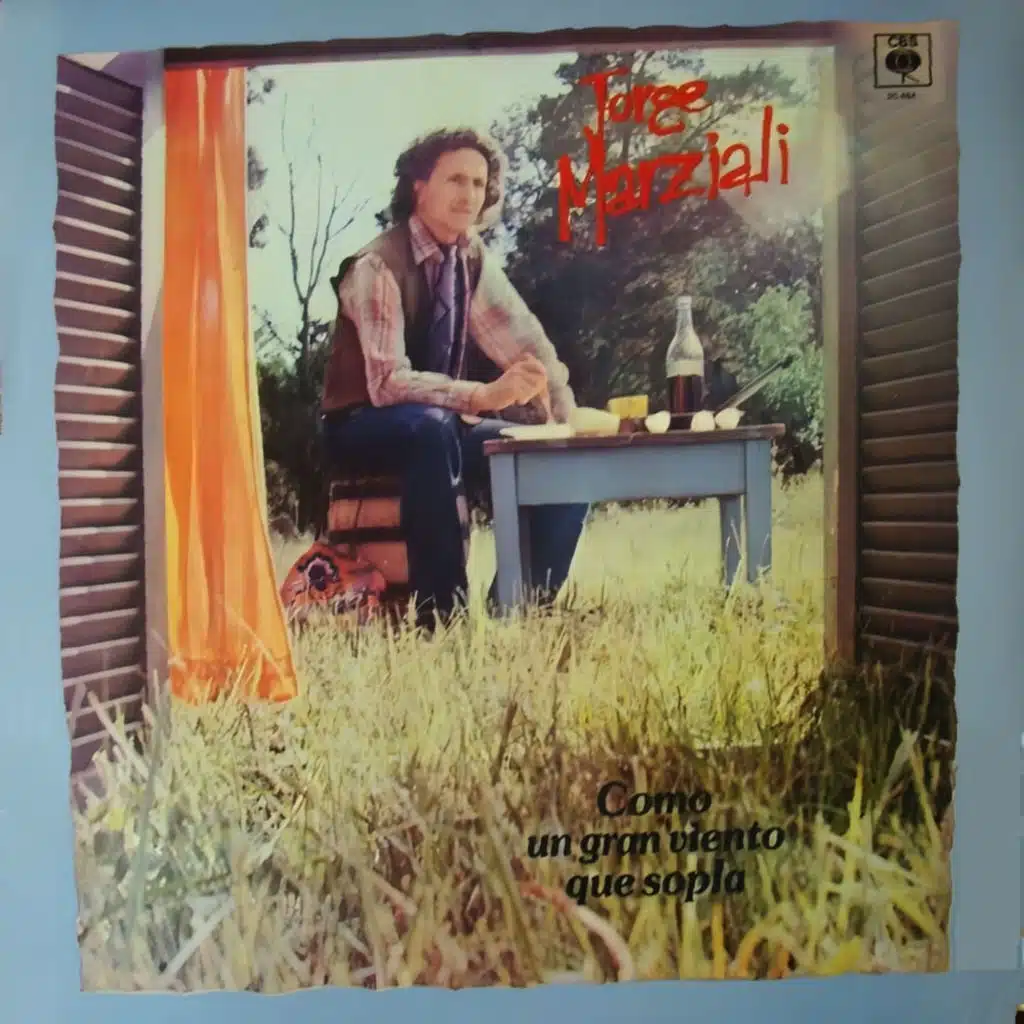 CBS
Jorge
Marziali
Como
un gran viento
que sopla